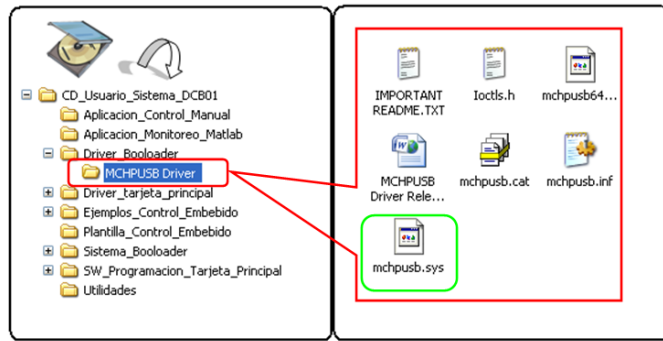 CD_Usuario_Sistema_DCB01
Aplicacion_Control_Manual
Aplicacion_Monitoreo_Matlab
Driver_Booloader
MCHPUSB Driver
Driver_tarjeta_principal
Ejemplos_Control_Embebido
Plantilla_Control_Embebido
Sistema_Booloader
SW_Programacion_Tarjeta_Principal
Utilidades
IMPORTANT
README.TXT
Ioctls.h
mchpusb64...
MCHPUSB
Driver Rele...
mchpusb.cat
mchpusb.inf
mchpusb.sys